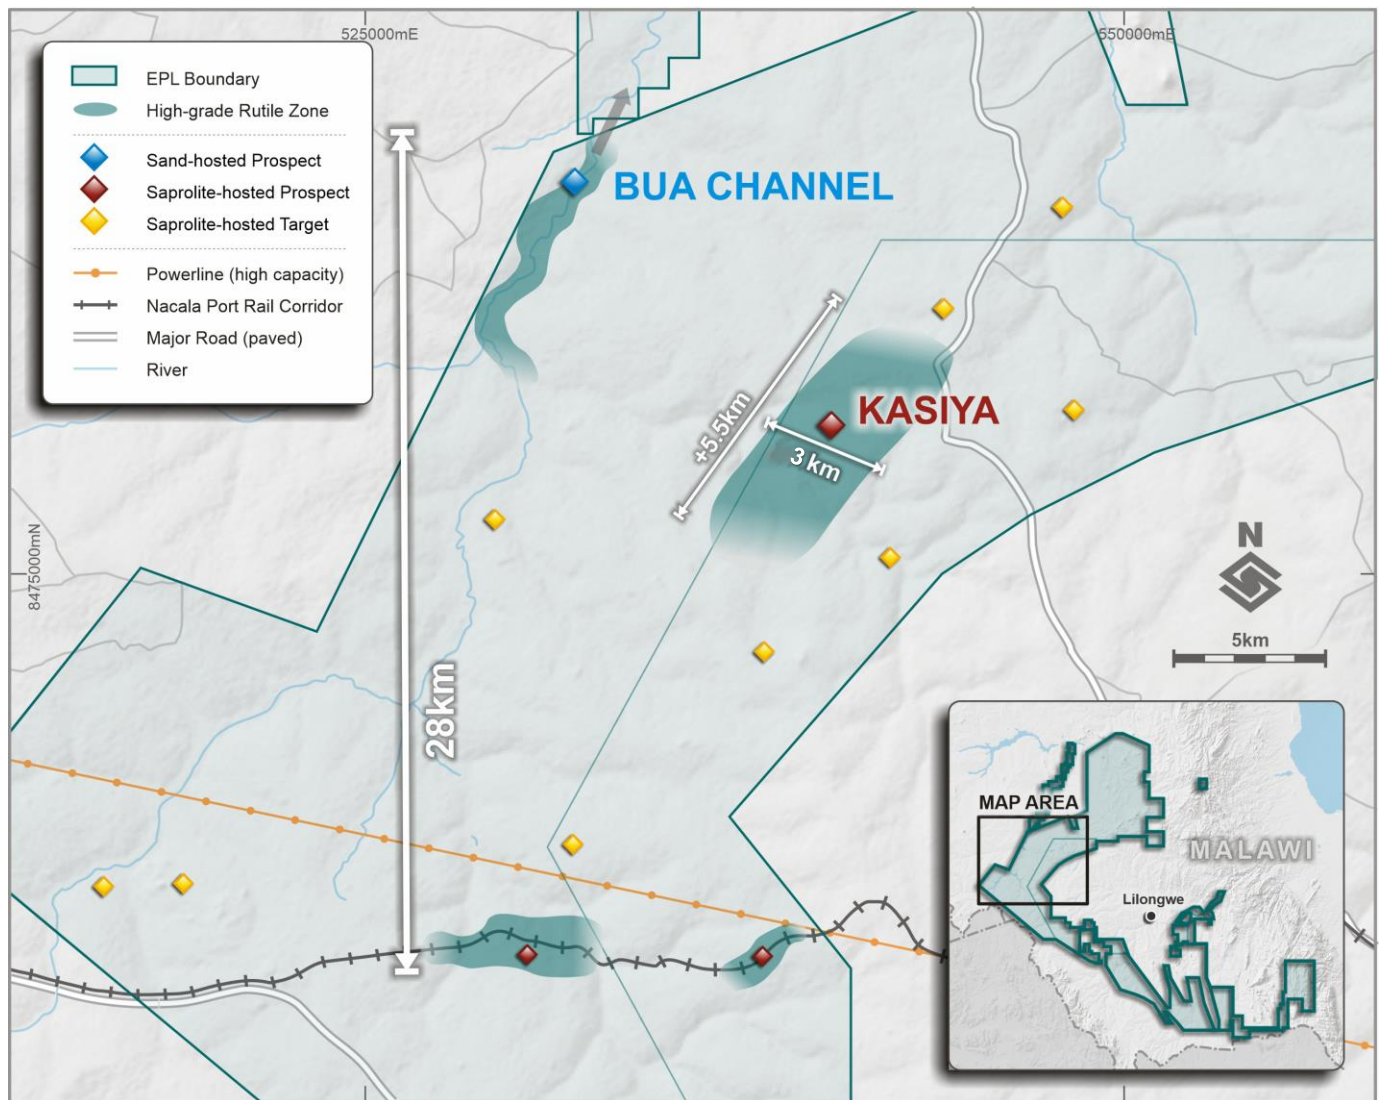 525000mE
550000mE
EPL Boundary
High-grade Rutile Zone
Sand-hosted Prospect
Saprolite-hosted Prospect
Saprolite-hosted Target
Powerline (high capacity)
Nacala Port Rail Corridor
Major Road (paved)
River
BUA CHANNEL
KASIYA
+5.5km
3 km
8475000mN
28km
N
5km
MAP AREA
MALAWI
Lilongwe